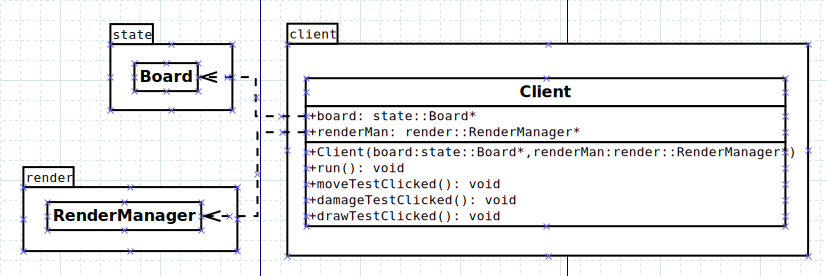 state
Board
render
RenderManager
client
Client
+board: state::Board*
+renderMan: render::RenderManager*
+Client(board:state::Board*,renderMan:render::RenderManager*)
+run(): void
+moveTestClicked(): void
+damageTestClicked(): void
+drawTestClicked(): void